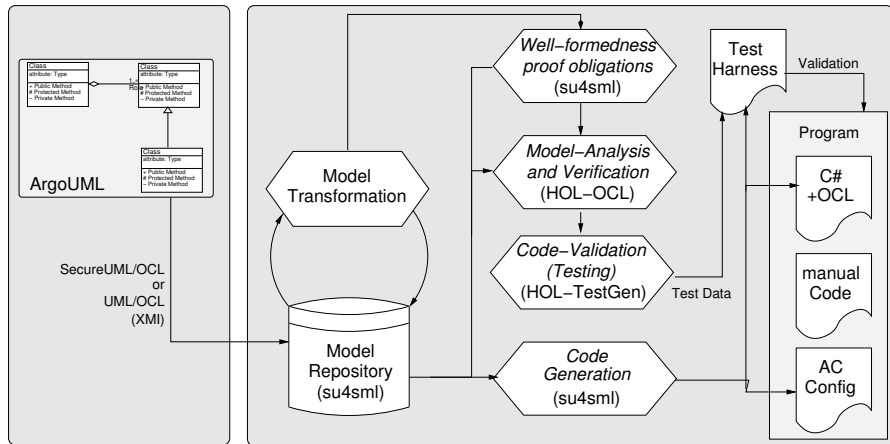 Class
attribute: Type
+ Public Method
# Protected Method
− Private Method
1..*
Role
Class
attribute: Type
+ Public Method
# Protected Method
− Private Method
Class
attribute: Type
+ Public Method
# Protected Method
− Private Method
ArgoUML
SecureUML/OCL
or
UML/OCL
(XMI)
Model
Transformation
Model
Repository
(su4sml)
Well−formedness
proof obligations
(su4sml)
Model−Analysis
and Verification
(HOL−OCL)
Code−Validation
(Testing)
(HOL−TestGen)
Code
Generation
(su4sml)
Test Data
Test
Harness
Validation
Program
C#
+OCL
manual
Code
AC
Config